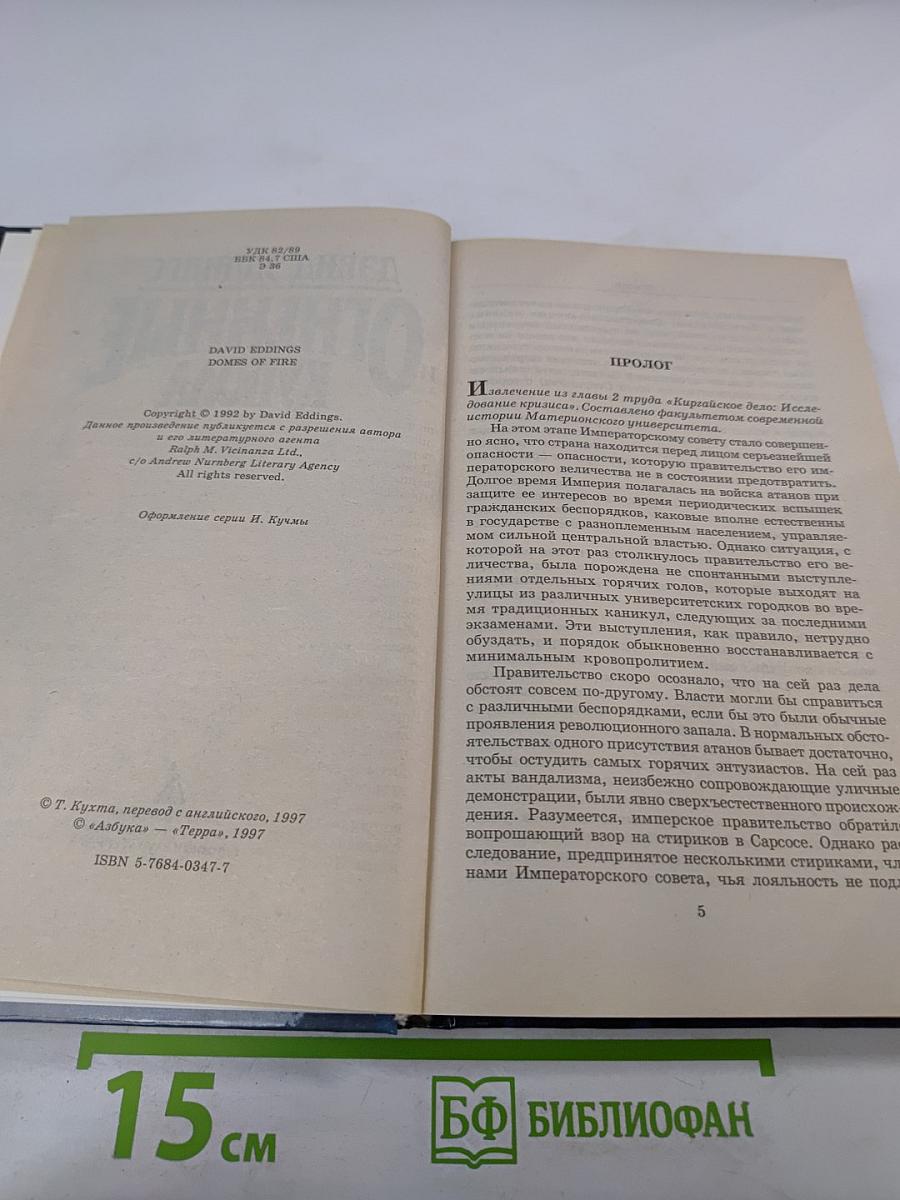 УДК 82/89
ББК 84.7 США
Э 36
DAVID EDDINGS
DOMES OF FIRE
Copyright © 1992 by David Eddings.
Данное произведение публикуется с разрешения автора
и его литературного агента
Ralph M. Vicinanza Ltd.,
c/o Andrew Nurnberg Literary Agency
All rights reserved.
Оформление серии И. Кучмы
© Т. Кухта, перевод с английского, 1997
© «Азбука» — «Терра», 1997
ISBN 5-7684-0347-7
ПРОЛОГ
Извлечение из главы 2 труда «Киргайское дело: Иссле-
дование кризиса». Составлено факультетом современной
истории Материонского университета.
На этом этапе Императорскому совету стало совершен-
но ясно, что страна находится перед лицом серьезнейшей
опасности — опасности, которую правительство его им-
ператорского величества не в состоянии предотвратить.
Долгое время Империя полагалась на войска атанов при
защите ее интересов во время периодических вспышек
гражданских беспорядков, каковые вполне естественны
в государстве с разноплеменным населением, управляе-
мом сильной центральной властью. Однако ситуация, с
которой на этот раз столкнулось правительство его ве-
личества, была порождена не спонтанными выступле-
ниями отдельных горячих голов, которые выходят на
улицы из различных университетских городков во вре-
мя традиционных каникул, следующих за последними
экзаменами. Эти выступления, как правило, нетрудно
обуздать, и порядок обыкновенно восстанавливается с
минимальным кровопролитием.
Правительство скоро осознало, что на сей раз дела
обстоят совсем по-другому. Власти могли бы справиться
с различными беспорядками, если бы это были обычные
проявления революционного запала. В нормальных обсто-
ятельствах одного присутствия атанов бывает достаточно,
чтобы остудить самых горячих энтузиастов. На сей раз
акты вандализма, неизбежно сопровождающие уличные
демонстрации, были явно сверхъестественного происхож-
дения. Разумеется, имперское правительство обратило
вопрошающий взор на стириков в Сарсосе. Однако рас
следование, предпринятое несколькими стириками, чл
нами Императорского совета, чья лояльность не под
5
15 см
БФ БИБЛИОФАН